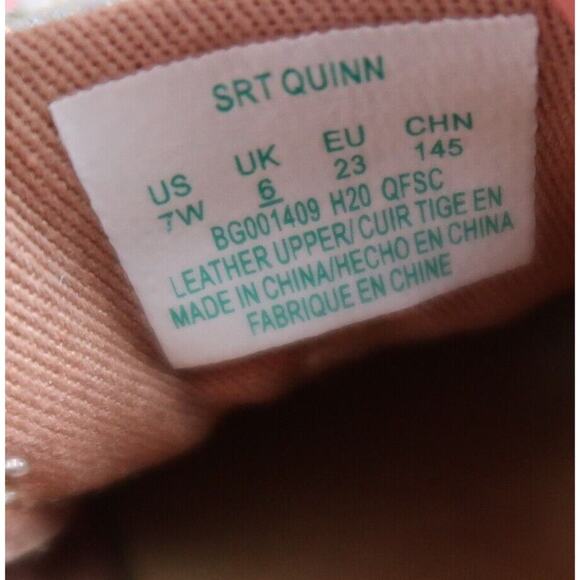 SRT QUINN
US UK EU CHN
7W 6 23 145
BG001409 H20 QFSC
LEATHER UPPER/ CUIR TIGE EN
MADE IN CHINA/HECHO EN CHINA
FABRIQUE EN CHINE